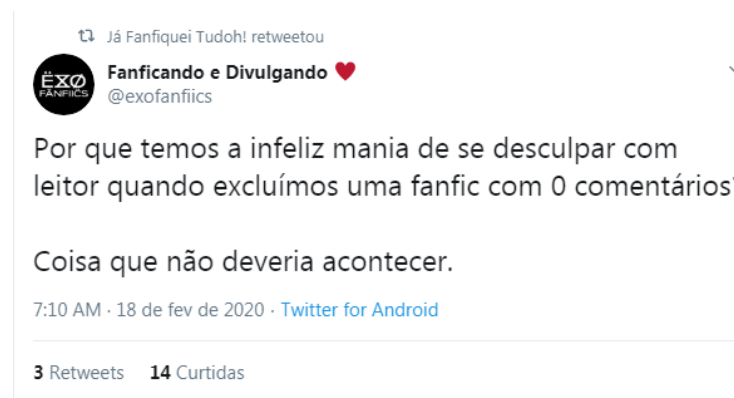 Já Fanfiquei Tudoh! retweetou
Fanficando e Divulgando
ËXØ
FANFIICS
@exofanfiics
Por que temos a infeliz mania de se desculpar com
leitor quando excluímos uma fanfic com 0 comentários
Coisa que não deveria acontecer.
7:10 AM · 18 de fev de 2020 · Twitter for Android
3 Retweets 14 Curtidas